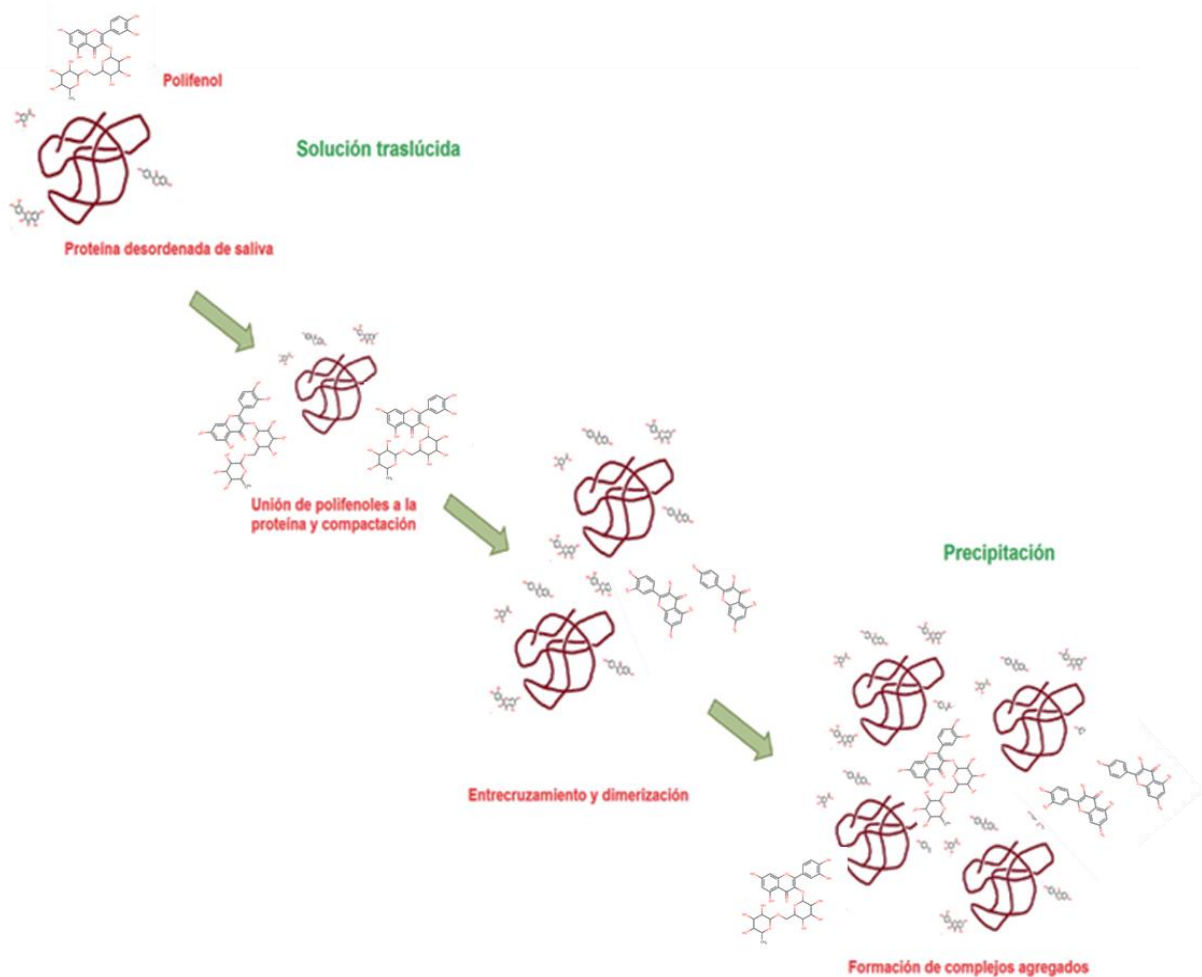 Polifenol
Solución traslúcida
Proteína desordenada de saliva
Unión de polifenoles a la
proteína y compactación
Precipitación
Entrecruzamiento y dimerización
Formación de complejos agregados